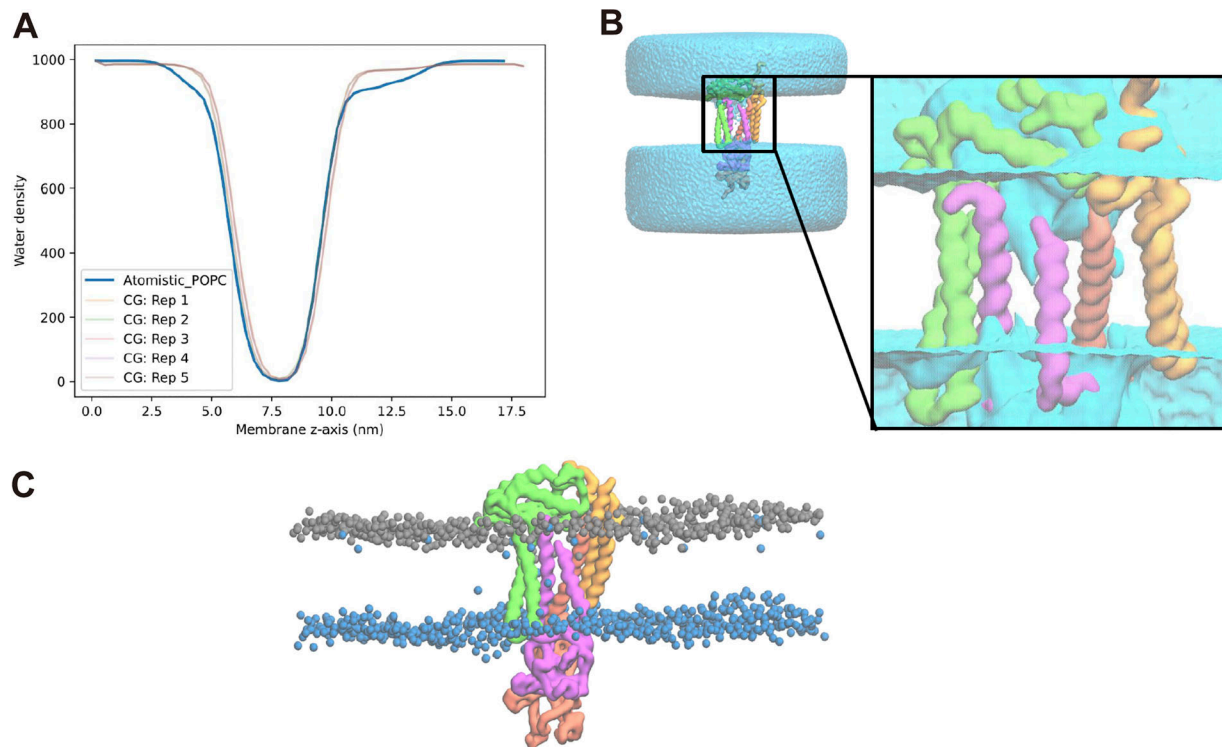 A
B
1000
800
600
400
200
0
Water density
Atomistic_POPC
CG: Rep 1
CG: Rep 2
CG: Rep 3
CG: Rep 4
CG: Rep 5
0.0 2.5 5.0 7.5 10.0 12.5 15.0 17.5
Membrane z-axis (nm)
C